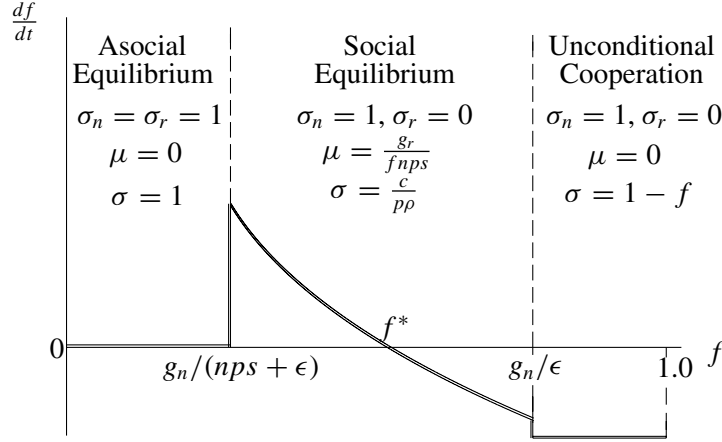 df/dt
Asocial
Equilibrium
σ_n = σ_r = 1
μ = 0
σ = 1
Social
Equilibrium
σ_n = 1, σ_r = 0
μ = g_r/fnps
σ = c/pρ
Unconditional
Cooperation
σ_n = 1, σ_r = 0
μ = 0
σ = 1 − f
f*
0
g_n/(nps + ϵ)
g_n/ϵ
1.0
f